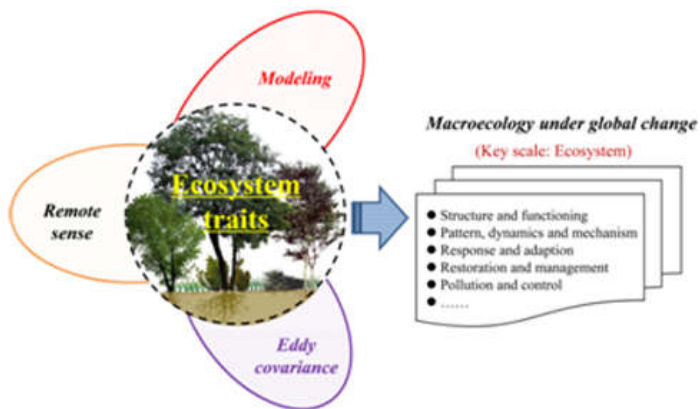 Modeling
Ecosystem
traits
Remote
sense
Eddy
covariance
Macroecology under global change
(Key scale: Ecosystem)
● Structure and functioning
● Pattern, dynamics and mechanism
● Response and adaption
● Restoration and management
● Pollution and control
● ……